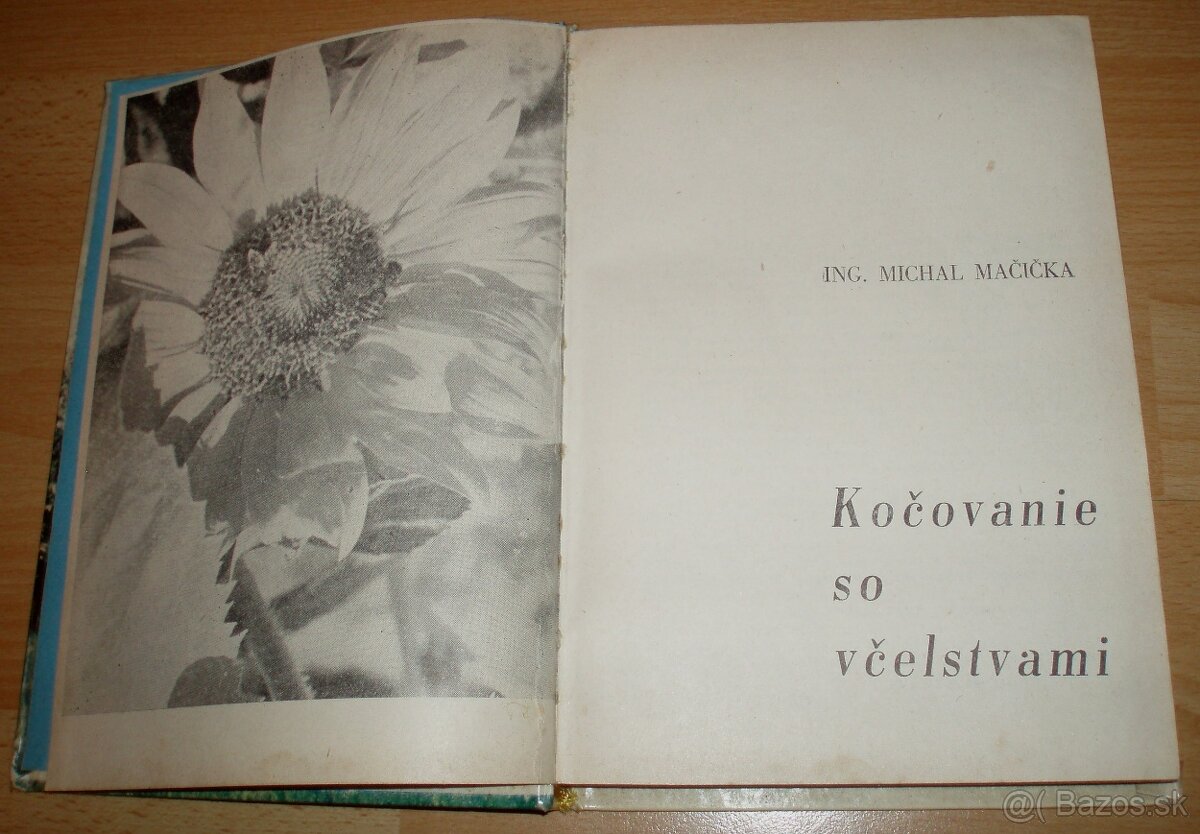 ING. MICHAL MAČIČKA
Kočovanie
so
včelstvami
@( Bazos.sk